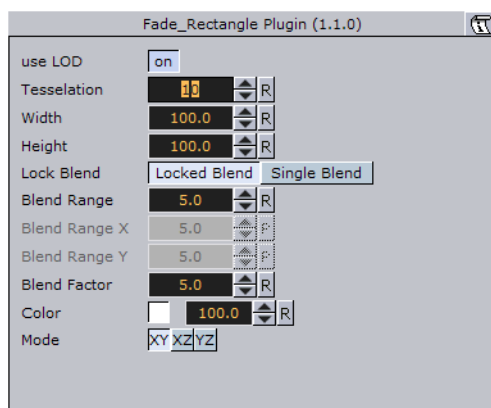 Fade_Rectangle Plugin (1.1.0)
use LOD on
Tesselation 10 R
Width 100.0 R
Height 100.0 R
Lock Blend Locked Blend Single Blend
Blend Range 5.0 R
Blend Range X 5.0 R
Blend Range Y 5.0 R
Blend Factor 5.0 R
Color 100.0 R
Mode XY XZ YZ